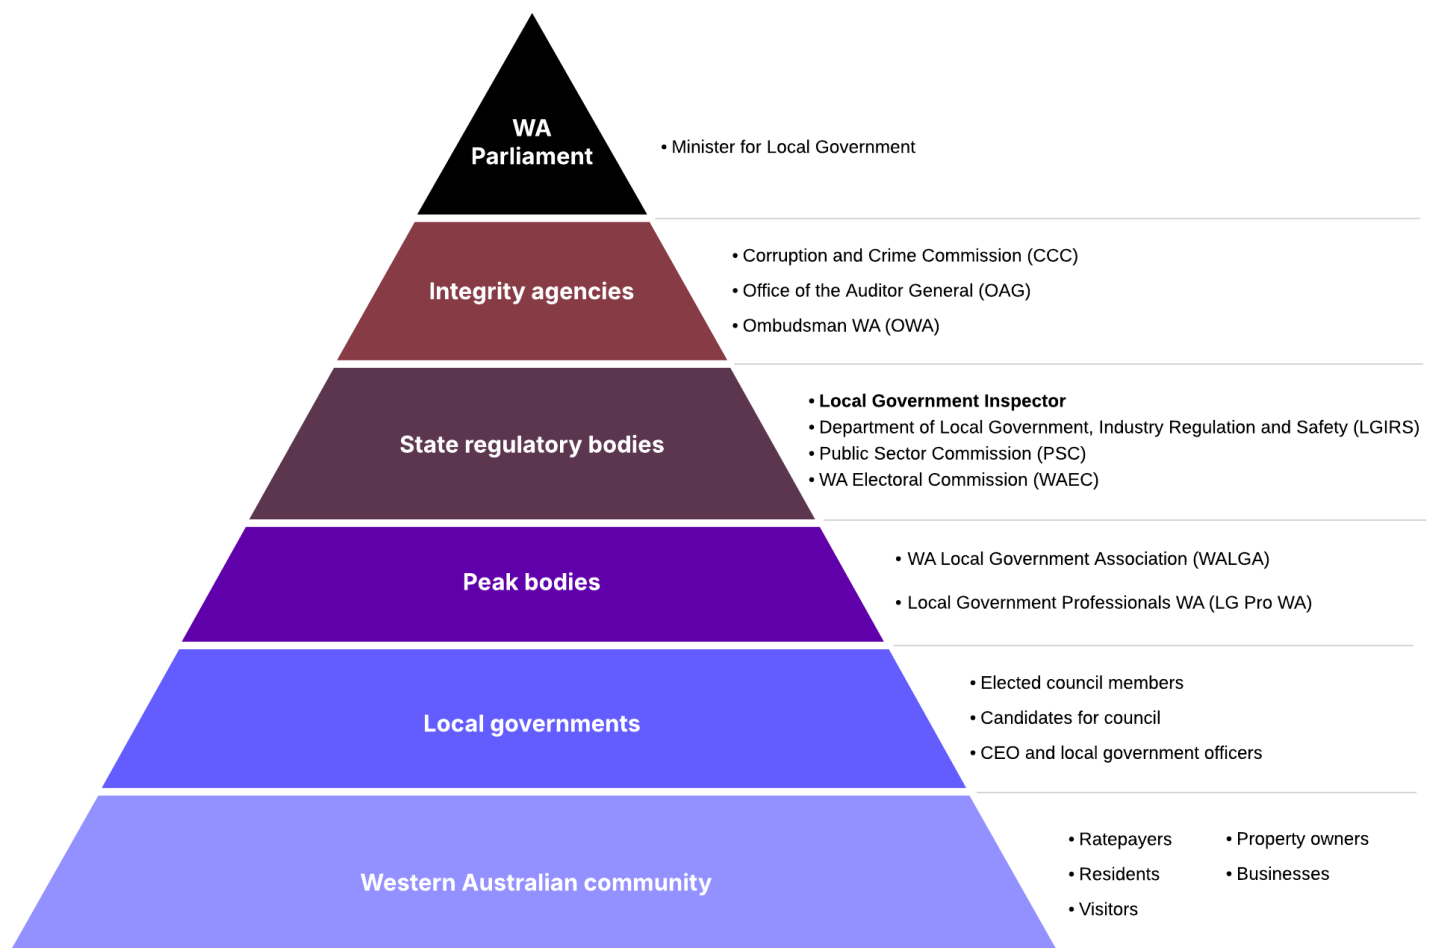 WA
Parliament
• Minister for Local Government
Integrity agencies
• Corruption and Crime Commission (CCC)
• Office of the Auditor General (OAG)
• Ombudsman WA (OWA)
State regulatory bodies
• Local Government Inspector
• Department of Local Government, Industry Regulation and Safety (LGIRS)
• Public Sector Commission (PSC)
• WA Electoral Commission (WAEC)
Peak bodies
• WA Local Government Association (WALGA)
• Local Government Professionals WA (LG Pro WA)
Local governments
• Elected council members
• Candidates for council
• CEO and local government officers
Western Australian community
• Ratepayers
• Residents
• Visitors
• Property owners
• Businesses